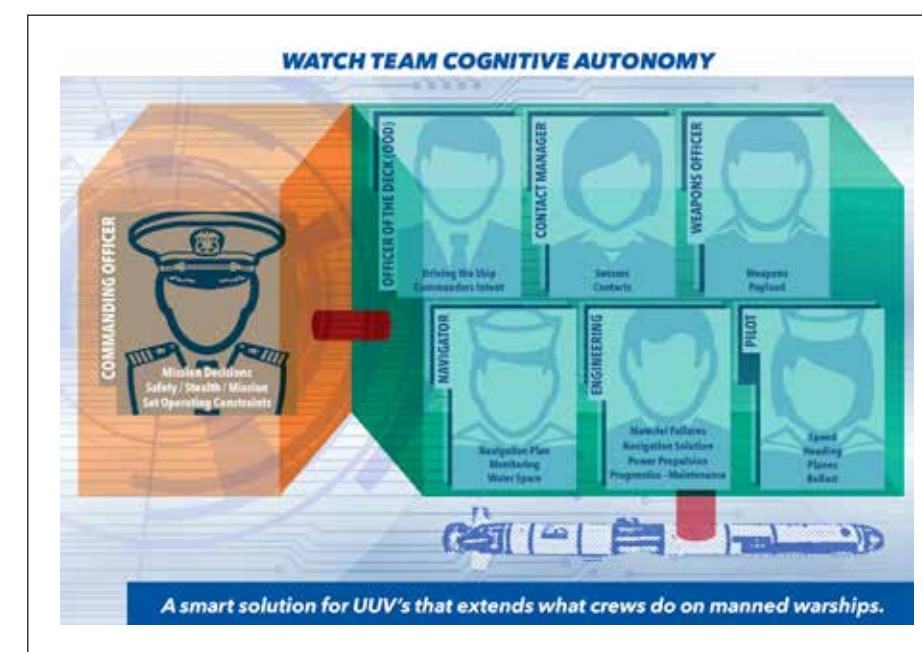 WATCH TEAM COGNITIVE AUTONOMY
COMMANDING OFFICER
Mission Decisions
Safety / Stealth / Mission
Set Operating Constraints
OFFICER OF THE DECK (OOD)
Driving the Ship
Commanders Intent
CONTACT MANAGER
Sensors
Contacts
WEAPONS OFFICER
Weapons
Payload
NAVIGATOR
Navigation Plan
Monitoring
Water Space
ENGINEERING
Material Failures
Navigation Solution
Power Propulsion
Prognostics - Maintenance
PILOT
Speed
Heading
Planes
Ballast
A smart solution for UUV's that extends what crews do on manned warships.